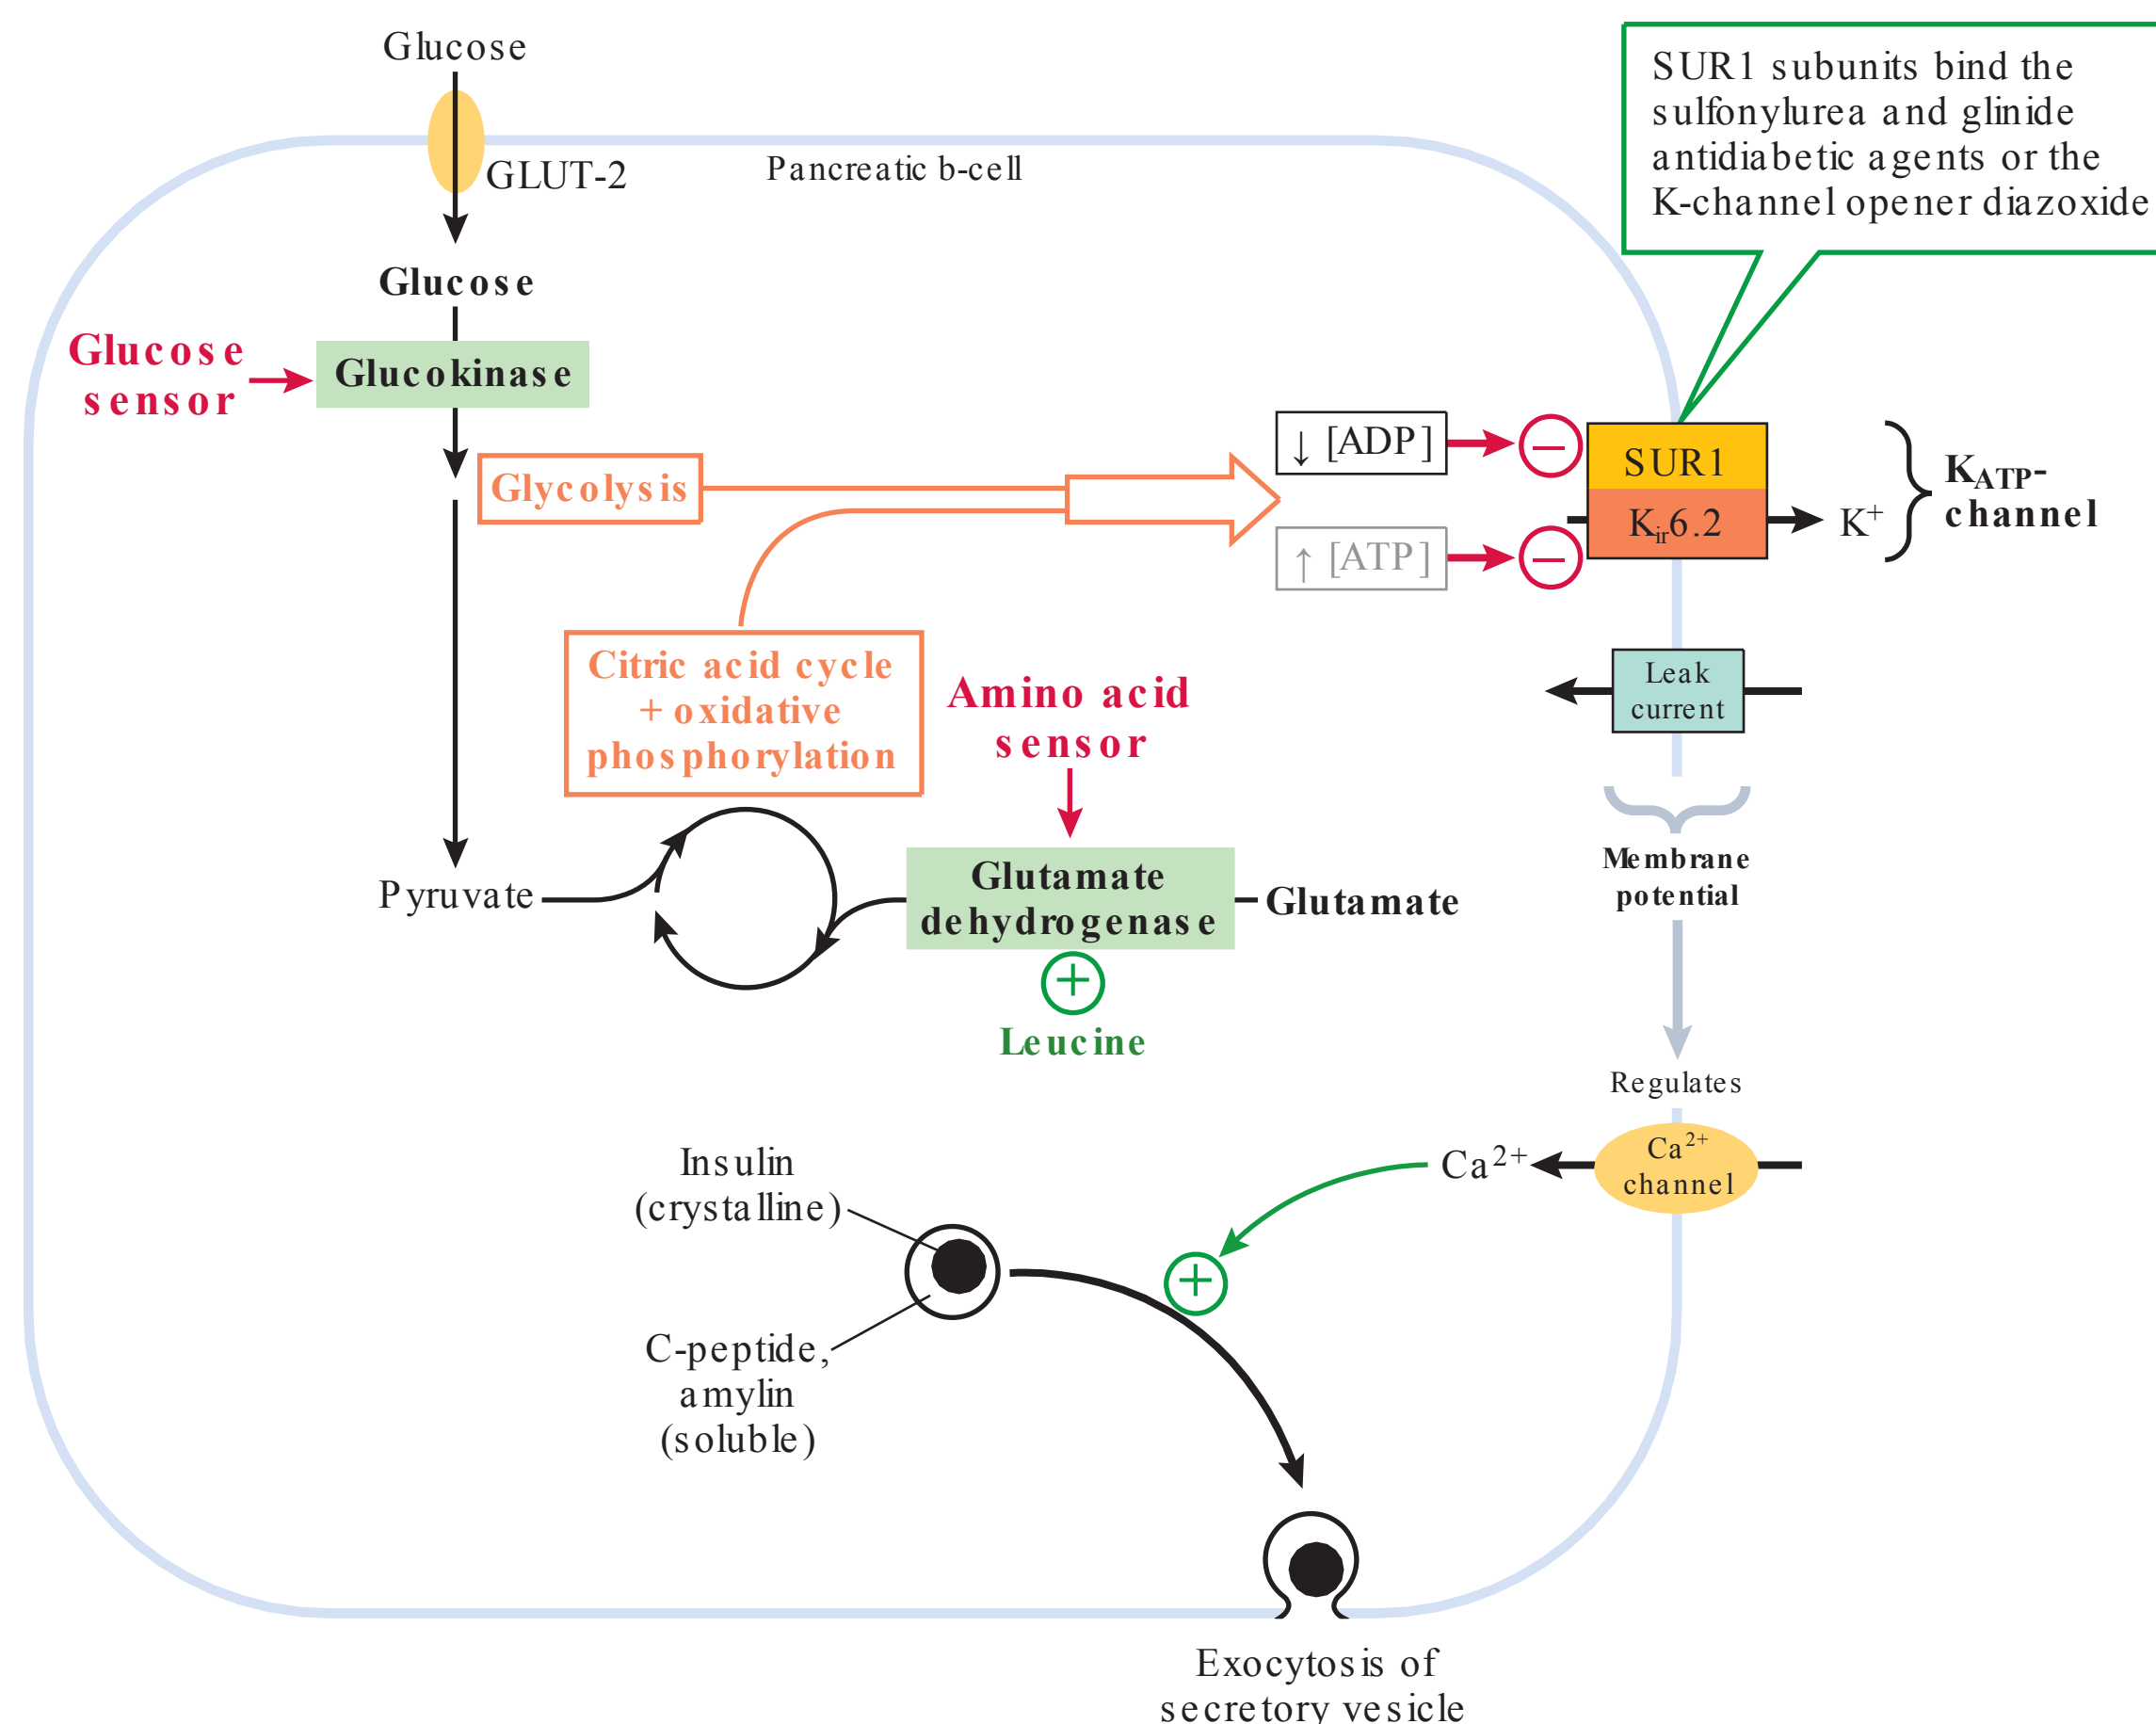 Glucose
GLUT-2
Pancreatic b-cell
SUR1 subunits bind the
sulfonylurea and glinide
antidiabetic agents or the
K-channel opener diazoxide
Glucose
Glucose
sensor
Glucokinase
Glycolysis
↓ [ADP]
−
SUR1
Kir6.2
K+
KATP-
channel
↑ [ATP]
−
Citric acid cycle
+ oxidative
phosphorylation
Amino acid
sensor
Leak
current
Membrane
potential
Pyruvate
Glutamate
dehydrogenase
Glutamate
+
Leucine
Regulates
Ca2+
channel
Ca2+
Insulin
(crystalline)
+
C-peptide,
amylin
(soluble)
Exocytosis of
secretory vesicle